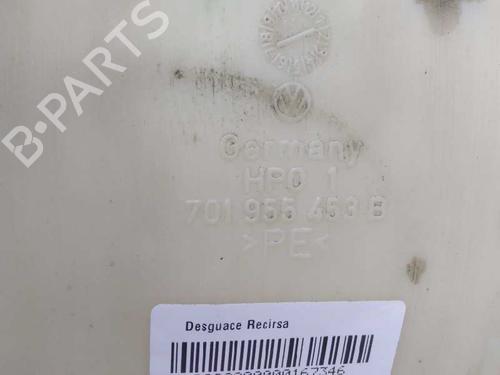 B-PARTS
Germany
HPO 1
701 955 453 B
>PE<
Desguace Recirsa